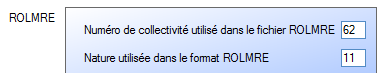 ROLMRE
Numéro de collectivité utilisé dans le fichier ROLMRE 62
Nature utilisée dans le format ROLMRE 11